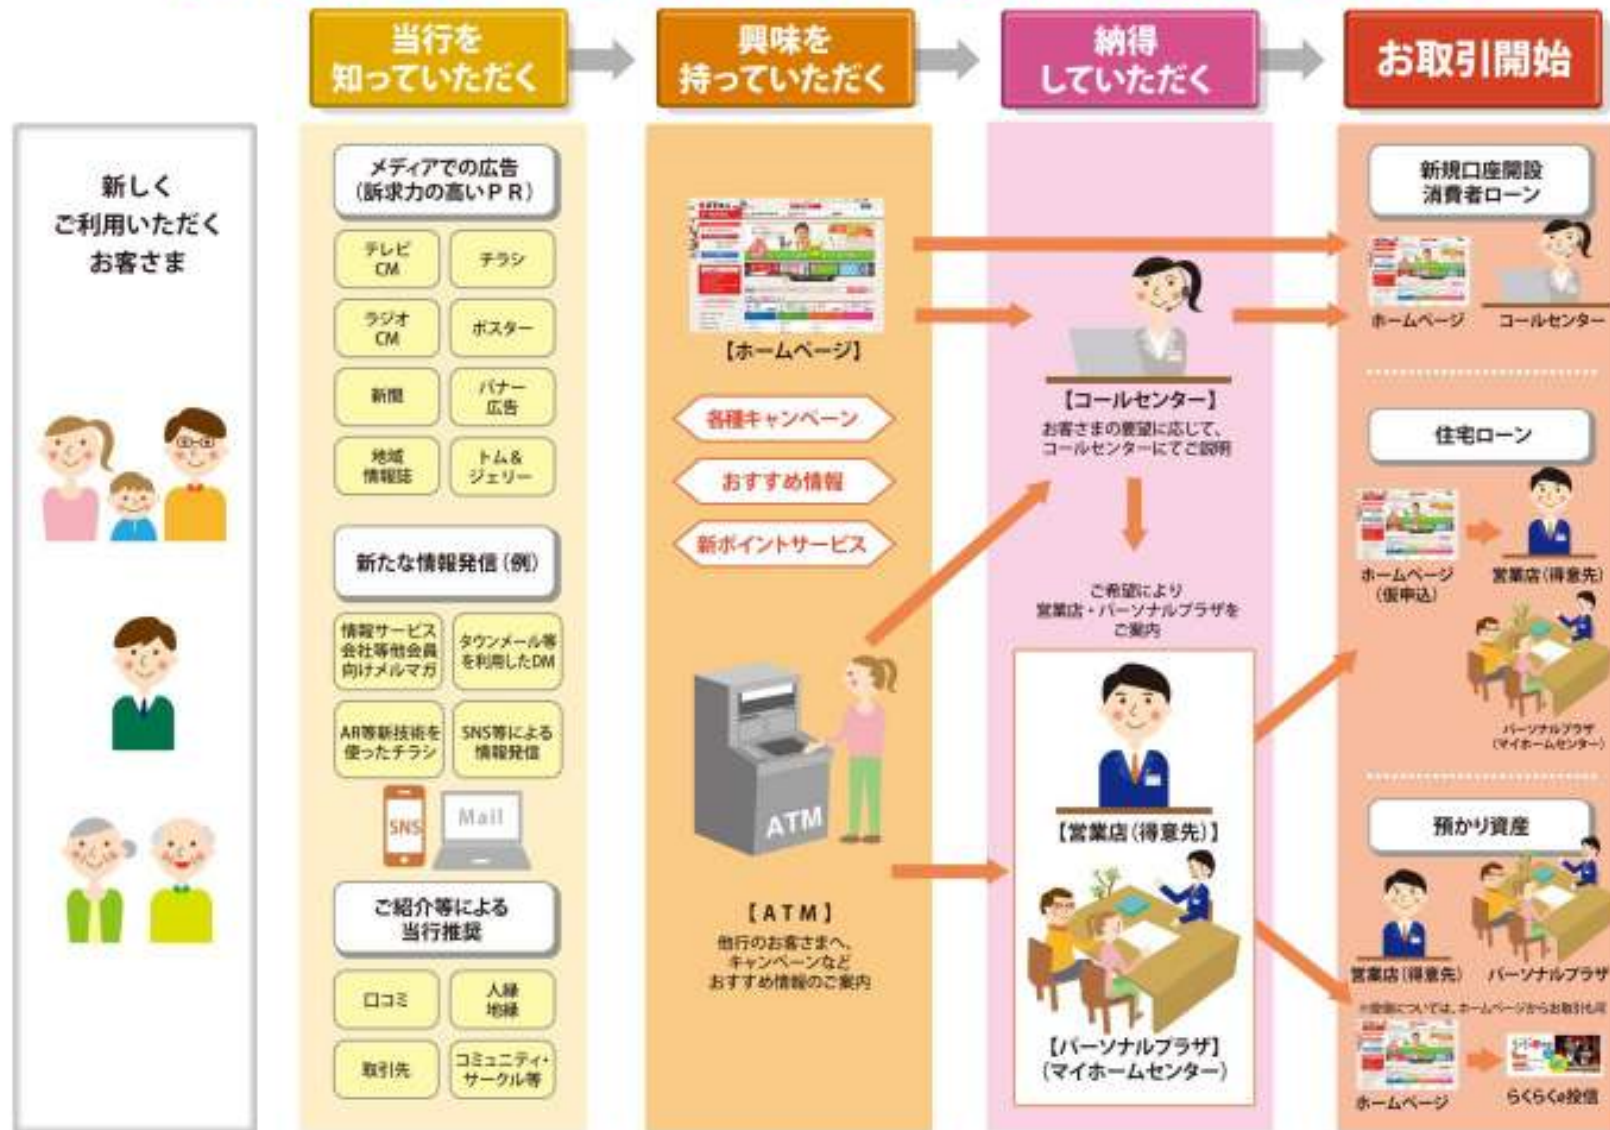 当行を
知っていただく
興味を
持っていただく
納得
していただく
お取引開始
新しく
ご利用いただく
お客さま
メディアでの広告
(訴求力の高いPR)
テレビ
CM
チラシ
ラジオ
CM
ポスター
新聞
バナー
広告
地域
情報誌
トム&
ジェリー
新たな情報発信(例)
情報サービス
会社等他会員
向けメルマガ
タウンメール等
を利用したDM
AR等新技術を
使ったチラシ
SNS等による
情報発信
SNS
Mail
ご紹介等による
当行推奨
口コミ
人縁
地縁
取引先
コミュニティ・
サークル等
【ホームページ】
各種キャンペーン
おすすめ情報
新ポイントサービス
ATM
【ATM】
他行のお客さまへ、
キャンペーンなど
おすすめ情報のご案内
【コールセンター】
お客さまの要望に応じて、
コールセンターにてご説明
ご希望により
営業店・パーソナルプラザを
ご案内
【営業店(得意先)】
【パーソナルプラザ】
(マイホームセンター)
新規口座開設
消費者ローン
ホームページ
コールセンター
住宅ローン
ホームページ
(仮申込)
営業店(得意先)
パーソナルプラザ
(マイホームセンター)
預かり資産
営業店(得意先)
パーソナルプラザ
については、ホームページからお取引も可
ホームページ
らくらくe投信